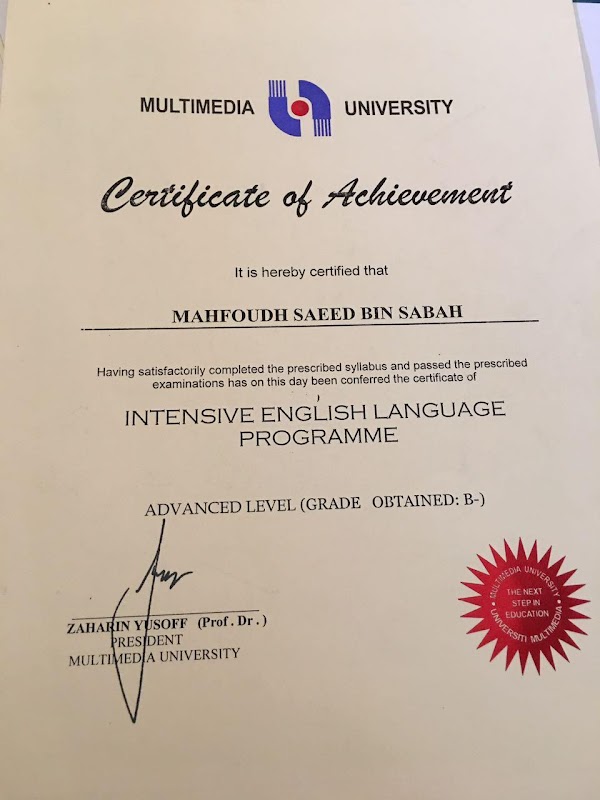 MULTIMEDIA UNIVERSITY
Certificate of Achievement
It is hereby certified that
MAHFOUDH SAEED BIN SABAH
Having satisfactorily completed the prescribed syllabus and passed the prescribed
examinations has on this day been conferred the certificate of
INTENSIVE ENGLISH LANGUAGE
PROGRAMME
ADVANCED LEVEL (GRADE OBTAINED: B-)
ZAHARIN YUSOFF (Prof. Dr.)
PRESIDENT
MULTIMEDIA UNIVERSITY
MULTIMEDIA UNIVERSITY
THE NEXT
STEP IN
EDUCATION
UNIVERSITI MULTIMEDIA